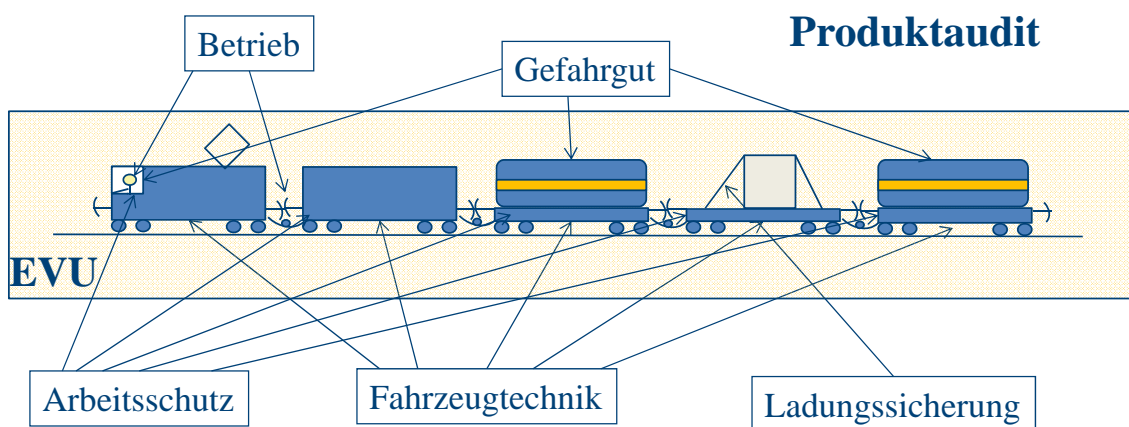 Produktaudit
Betrieb
Gefahrgut
EVU
Arbeitsschutz
Fahrzeugtechnik
Ladungssicherung